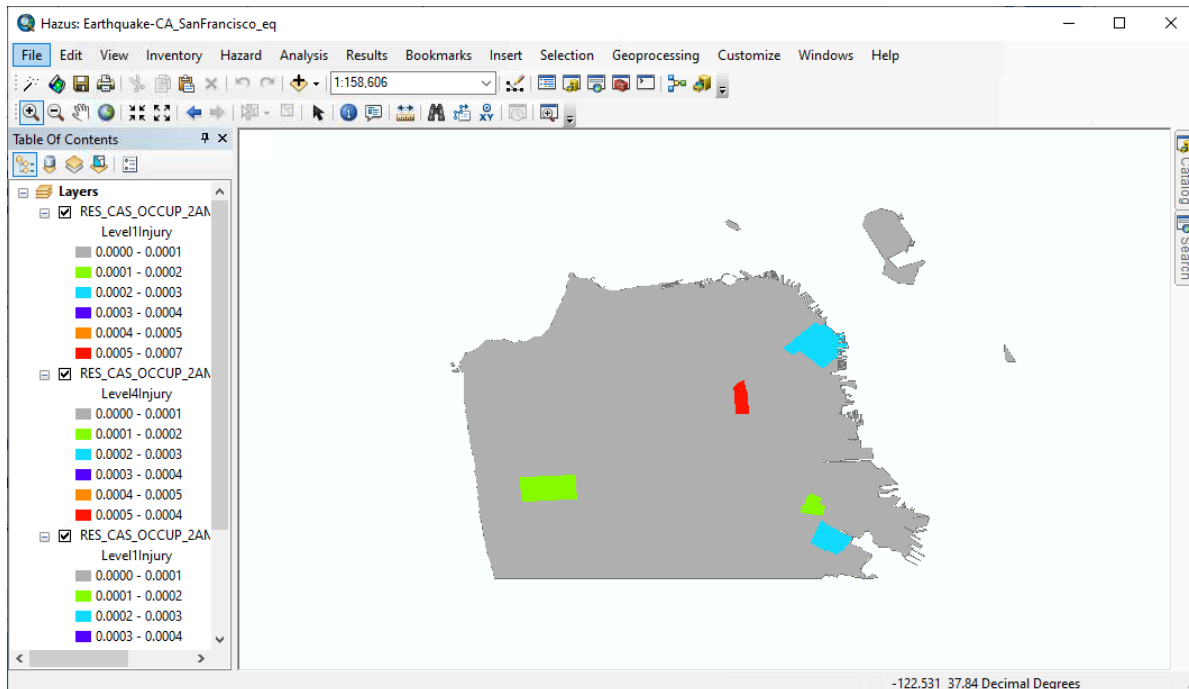 Hazus: Earthquake-CA_SanFrancisco_eq
File Edit View Inventory Hazard Analysis Results Bookmarks Insert Selection Geoprocessing Customize Windows Help
1:158,606
XY
Table Of Contents
Layers
RES_CAS_OCCUP_2AN
Level1Injury
0.0000 - 0.0001
0.0001 - 0.0002
0.0002 - 0.0003
0.0003 - 0.0004
0.0004 - 0.0005
0.0005 - 0.0007
RES_CAS_OCCUP_2AN
Level4Injury
0.0000 - 0.0001
0.0001 - 0.0002
0.0002 - 0.0003
0.0003 - 0.0004
0.0004 - 0.0005
0.0005 - 0.0004
RES_CAS_OCCUP_2AN
Level1Injury
0.0000 - 0.0001
0.0001 - 0.0002
0.0002 - 0.0003
0.0003 - 0.0004
Catalog
Search
-122.531 37.84 Decimal Degrees